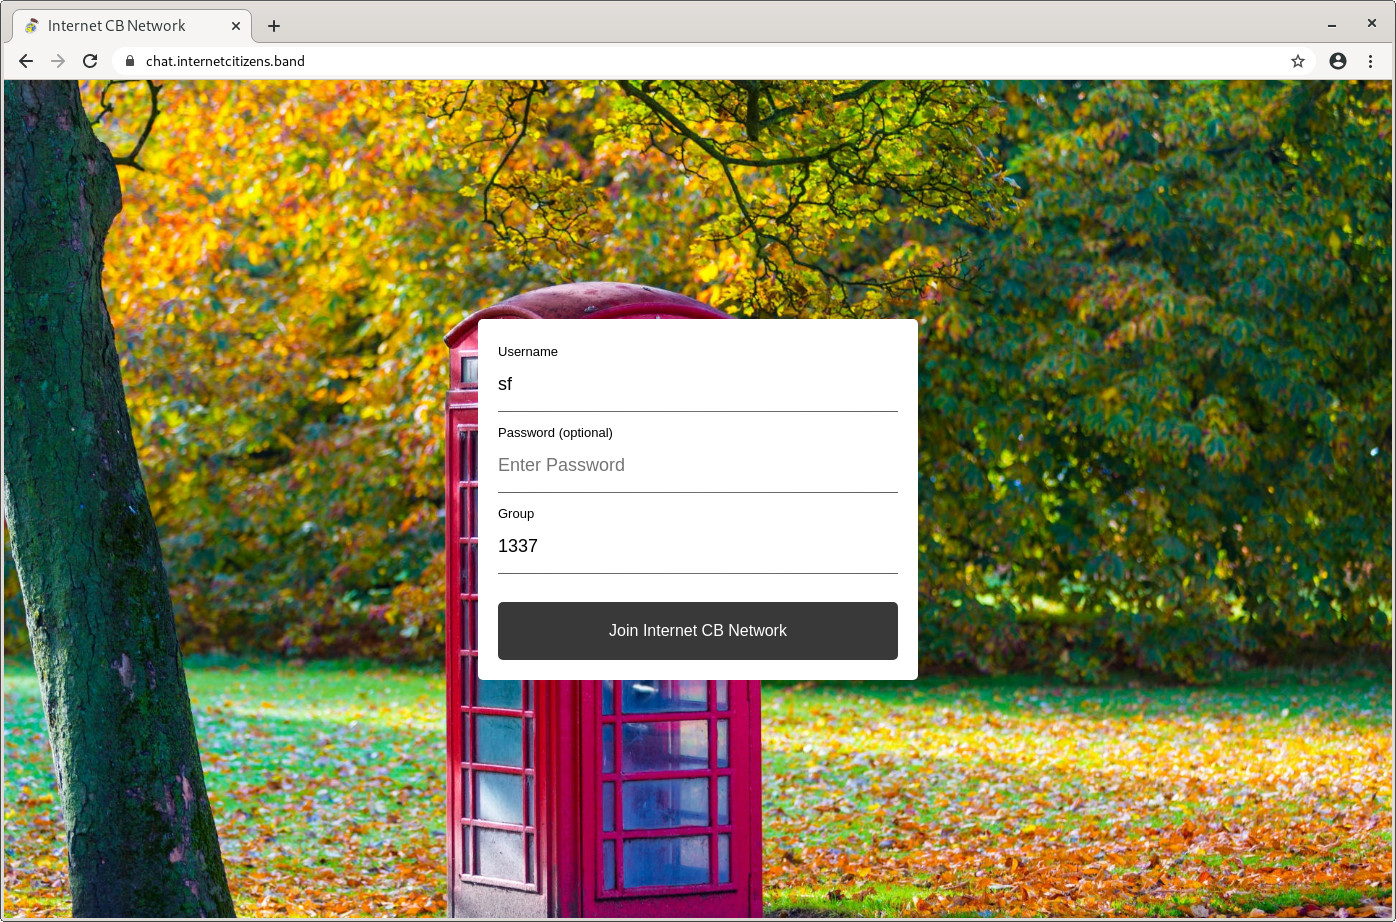 Internet CB Network
chat.internetcitizens.band
Username
sf
Password (optional)
Enter Password
Group
1337
Join Internet CB Network